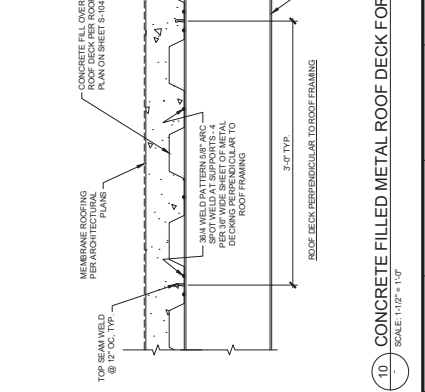 CONCRETE FILL OVER
ROOF DECK PER ROOF
PLAN ON SHEET S-104
MEMBRANE ROOFING
PER ARCHITECTURAL
PLANS
TOP SEAM WELD
@ 12" OC, TYP.
36/4 WELD PATTERN 5/8" ARC
SPOT WELD AT SUPPORTS - 4
PER 36" WIDE SHEET OF METAL
DECKING PERPENDICULAR TO
ROOF FRAMING
3'-0" TYP.
ROOF DECK PERPENDICULAR TO ROOF FRAMING
10 CONCRETE FILLED METAL ROOF DECK FOR
- SCALE: 1-1/2" = 1'-0"